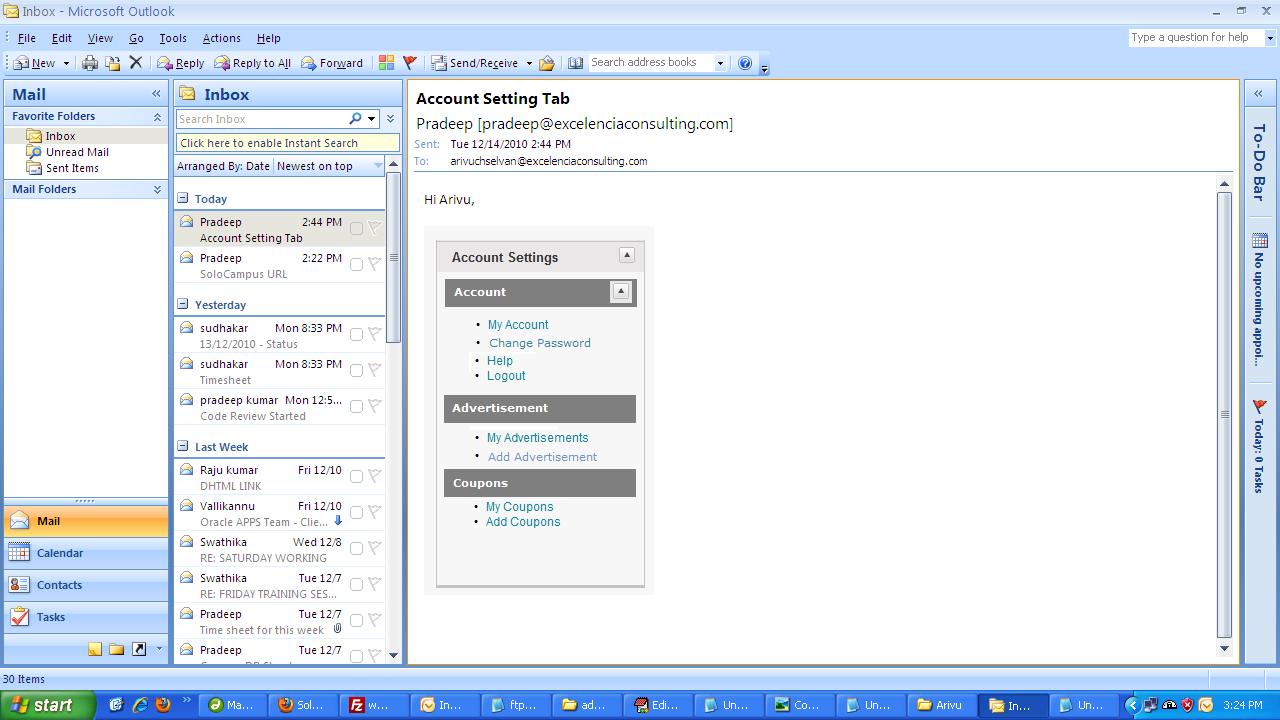 Inbox - Microsoft Outlook
File Edit View Go Tools Actions Help
Type a question for help
New Reply Reply to All Forward Send/Receive Search address books
Mail
Favorite Folders
Inbox
Unread Mail
Sent Items
Mail Folders
Mail
Calendar
Contacts
Tasks
Inbox
Search Inbox
Click here to enable Instant Search
Arranged By: Date Newest on top
Today
Pradeep 2:44 PM
Account Setting Tab
Pradeep 2:22 PM
SoloCampus URL
Yesterday
sudhakar Mon 8:33 PM
13/12/2010 - Status
sudhakar Mon 8:33 PM
Timesheet
pradeep kumar Mon 12:5...
Code Review Started
Last Week
Raju kumar Fri 12/10
DHTML LINK
Vallikannu Fri 12/10
Oracle APPS Team - Clie...
Swathika Wed 12/8
RE: SATURDAY WORKING
Swathika Tue 12/7
RE: FRIDAY TRAINING SES...
Pradeep Tue 12/7
Time sheet for this week
Pradeep Tue 12/7
Account Setting Tab
Pradeep [pradeep@excelenciaconsulting.com]
Sent: Tue 12/14/2010 2:44 PM
To: arivuchselvan@excelenciaconsulting.com
Hi Arivu,
Account Settings
Account
• My Account
• Change Password
• Help
• Logout
Advertisement
• My Advertisements
• Add Advertisement
Coupons
• My Coupons
• Add Coupons
To-Do Bar
No upcoming appoi...
Today: 0 Tasks
30 Items
start Ma... Sol... w... In... ftp... ad... Edi... Un... Co... Un... Arivu In... Un... 3:24 PM